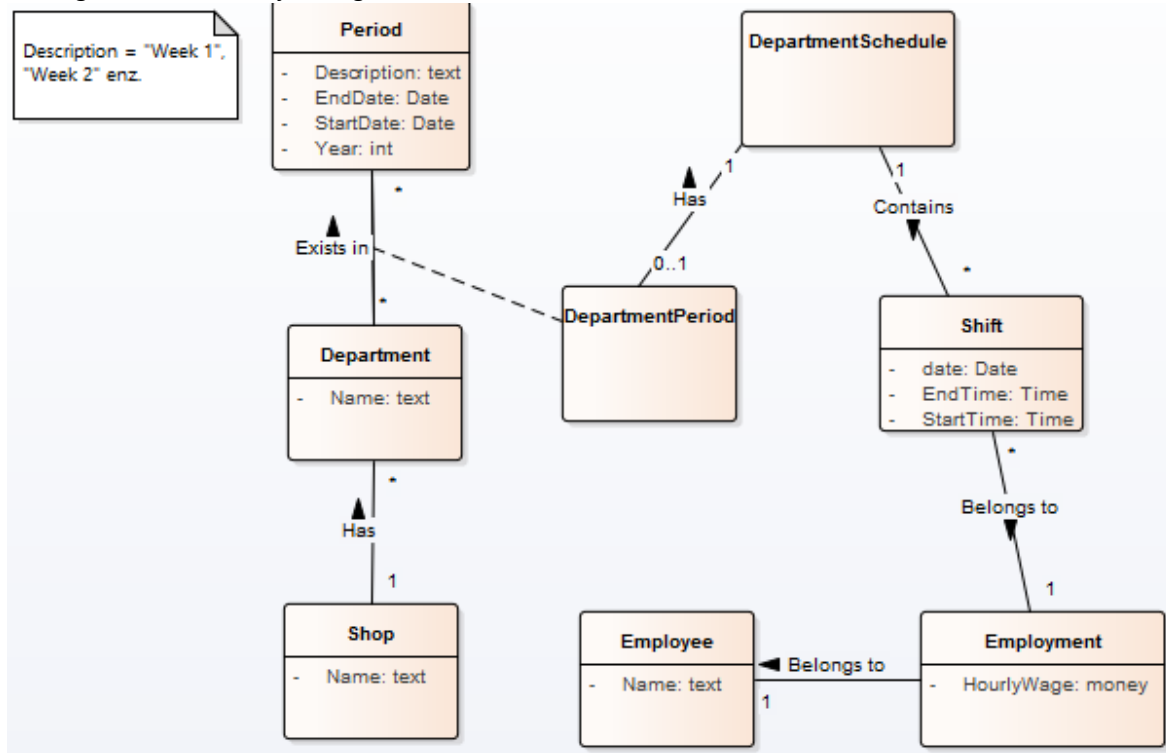 Description = "Week 1",
"Week 2" enz.
Period
- Description: text
- EndDate: Date
- StartDate: Date
- Year: int
DepartmentSchedule
*
1
Has
Exists in
Contains
0..1
*
*
DepartmentPeriod
Department
- Name: text
Shift
- date: Date
- EndTime: Time
- StartTime: Time
*
*
Has
Belongs to
1
1
Shop
- Name: text
Employee
- Name: text
Belongs to
1
Employment
- HourlyWage: money